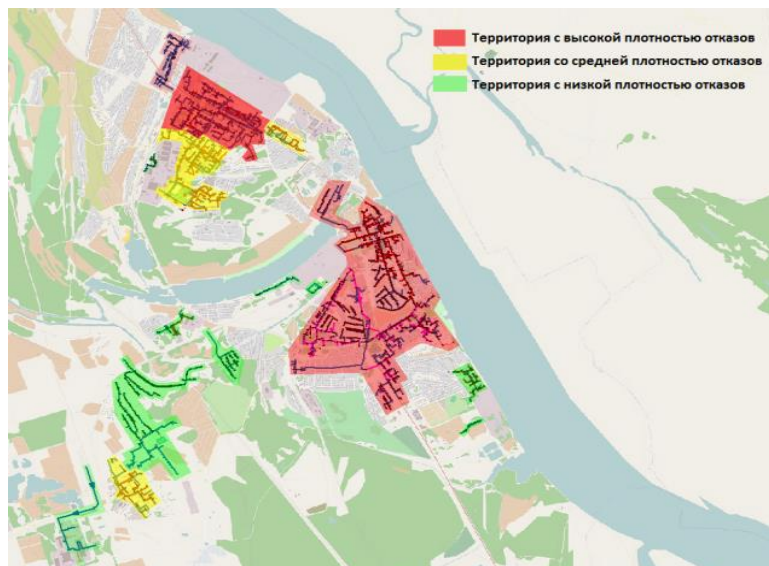 Территория с высокой плотностью отказов
Территория со средней плотностью отказов
Территория с низкой плотностью отказов